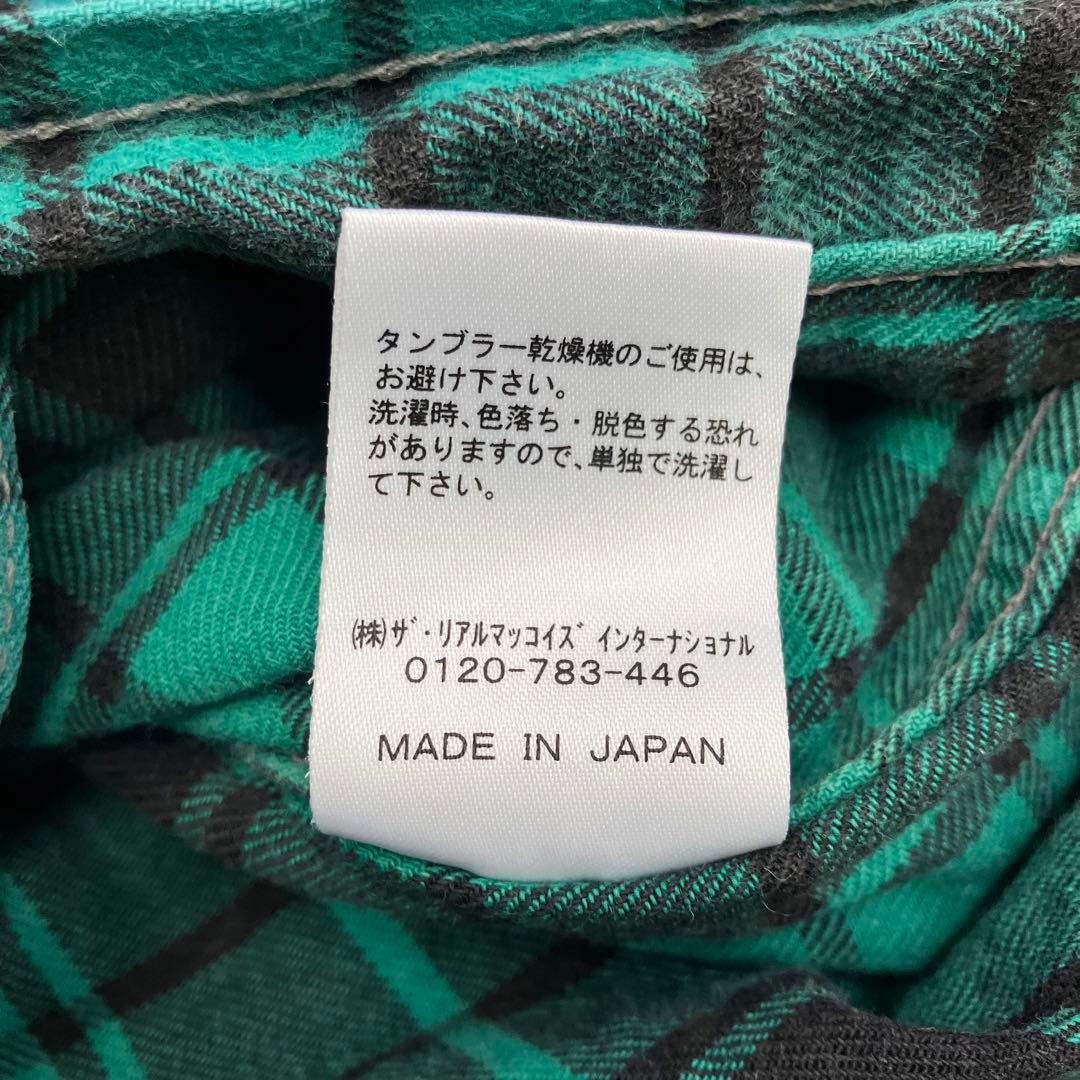 タンブラー乾燥機のご使用は、
お避け下さい。
洗濯時、色落ち・脱色する恐れ
がありますので、単独で洗濯し
て下さい。
㈱ｻﾞ・ﾘｱﾙﾏｯｺｲｽﾞ ｲﾝﾀｰﾅｼｮﾅﾙ
0120-783-446
MADE IN JAPAN